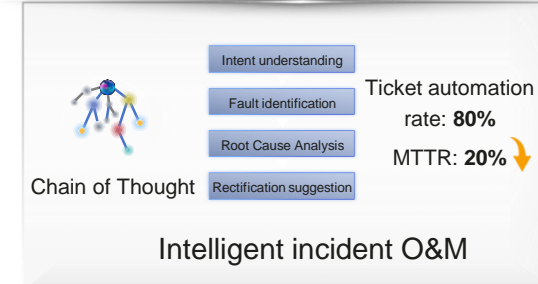 Intent understanding
Fault identification
Root Cause Analysis
Rectification suggestion
Chain of Thought
Ticket automation
rate: 80%
MTTR: 20%
Intelligent incident O&M